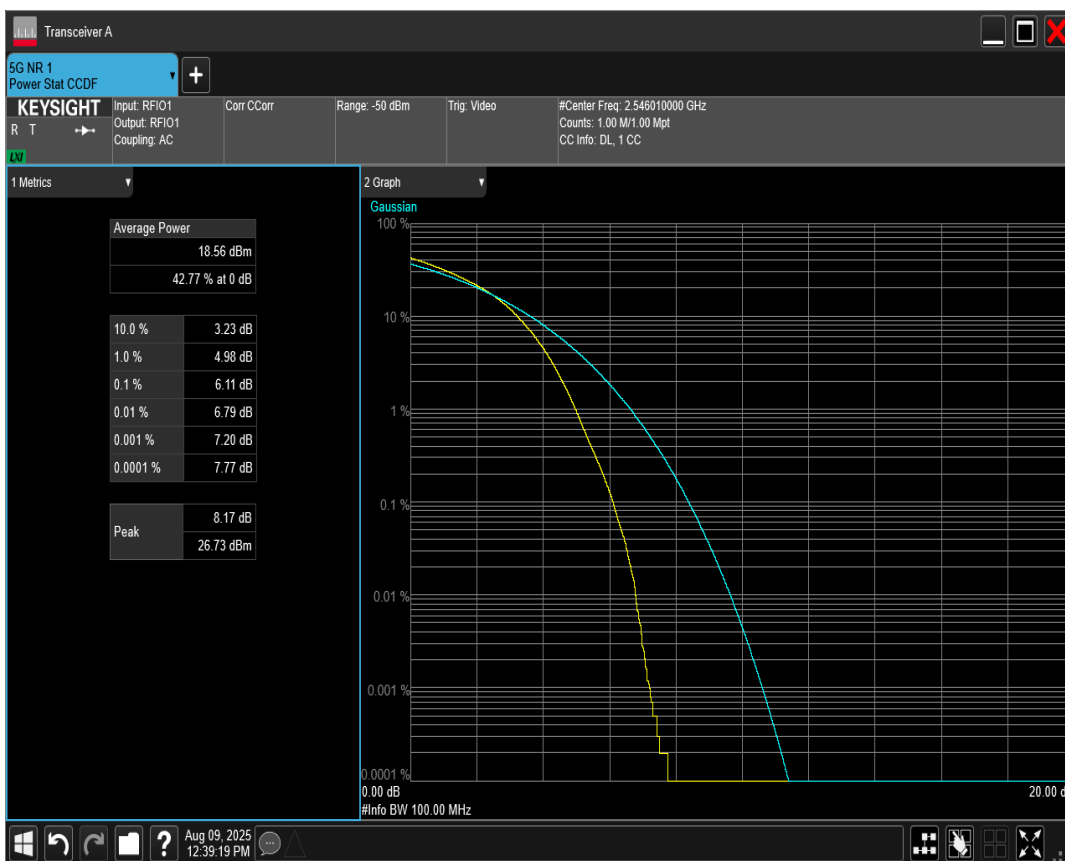 Transceiver A
5G NR 1
Power Stat CCDF
KEYSIGHT
R T
LXI
Input: RFIO1
Output: RFIO1
Coupling: AC
Corr CCorr
Range: -50 dBm
Trig: Video
#Center Freq: 2.546010000 GHz
Counts: 1.00 M/1.00 Mpt
CC Info: DL, 1 CC
1 Metrics
Average Power
18.56 dBm
42.77 % at 0 dB
10.0 % 3.23 dB
1.0 % 4.98 dB
0.1 % 6.11 dB
0.01 % 6.79 dB
0.001 % 7.20 dB
0.0001 % 7.77 dB
Peak 8.17 dB
26.73 dBm
2 Graph
Gaussian
100 %
10 %
1 %
0.1 %
0.01 %
0.001 %
0.0001 %
0.00 dB 20.00 d
#Info BW 100.00 MHz
Aug 09, 2025
12:39:19 PM